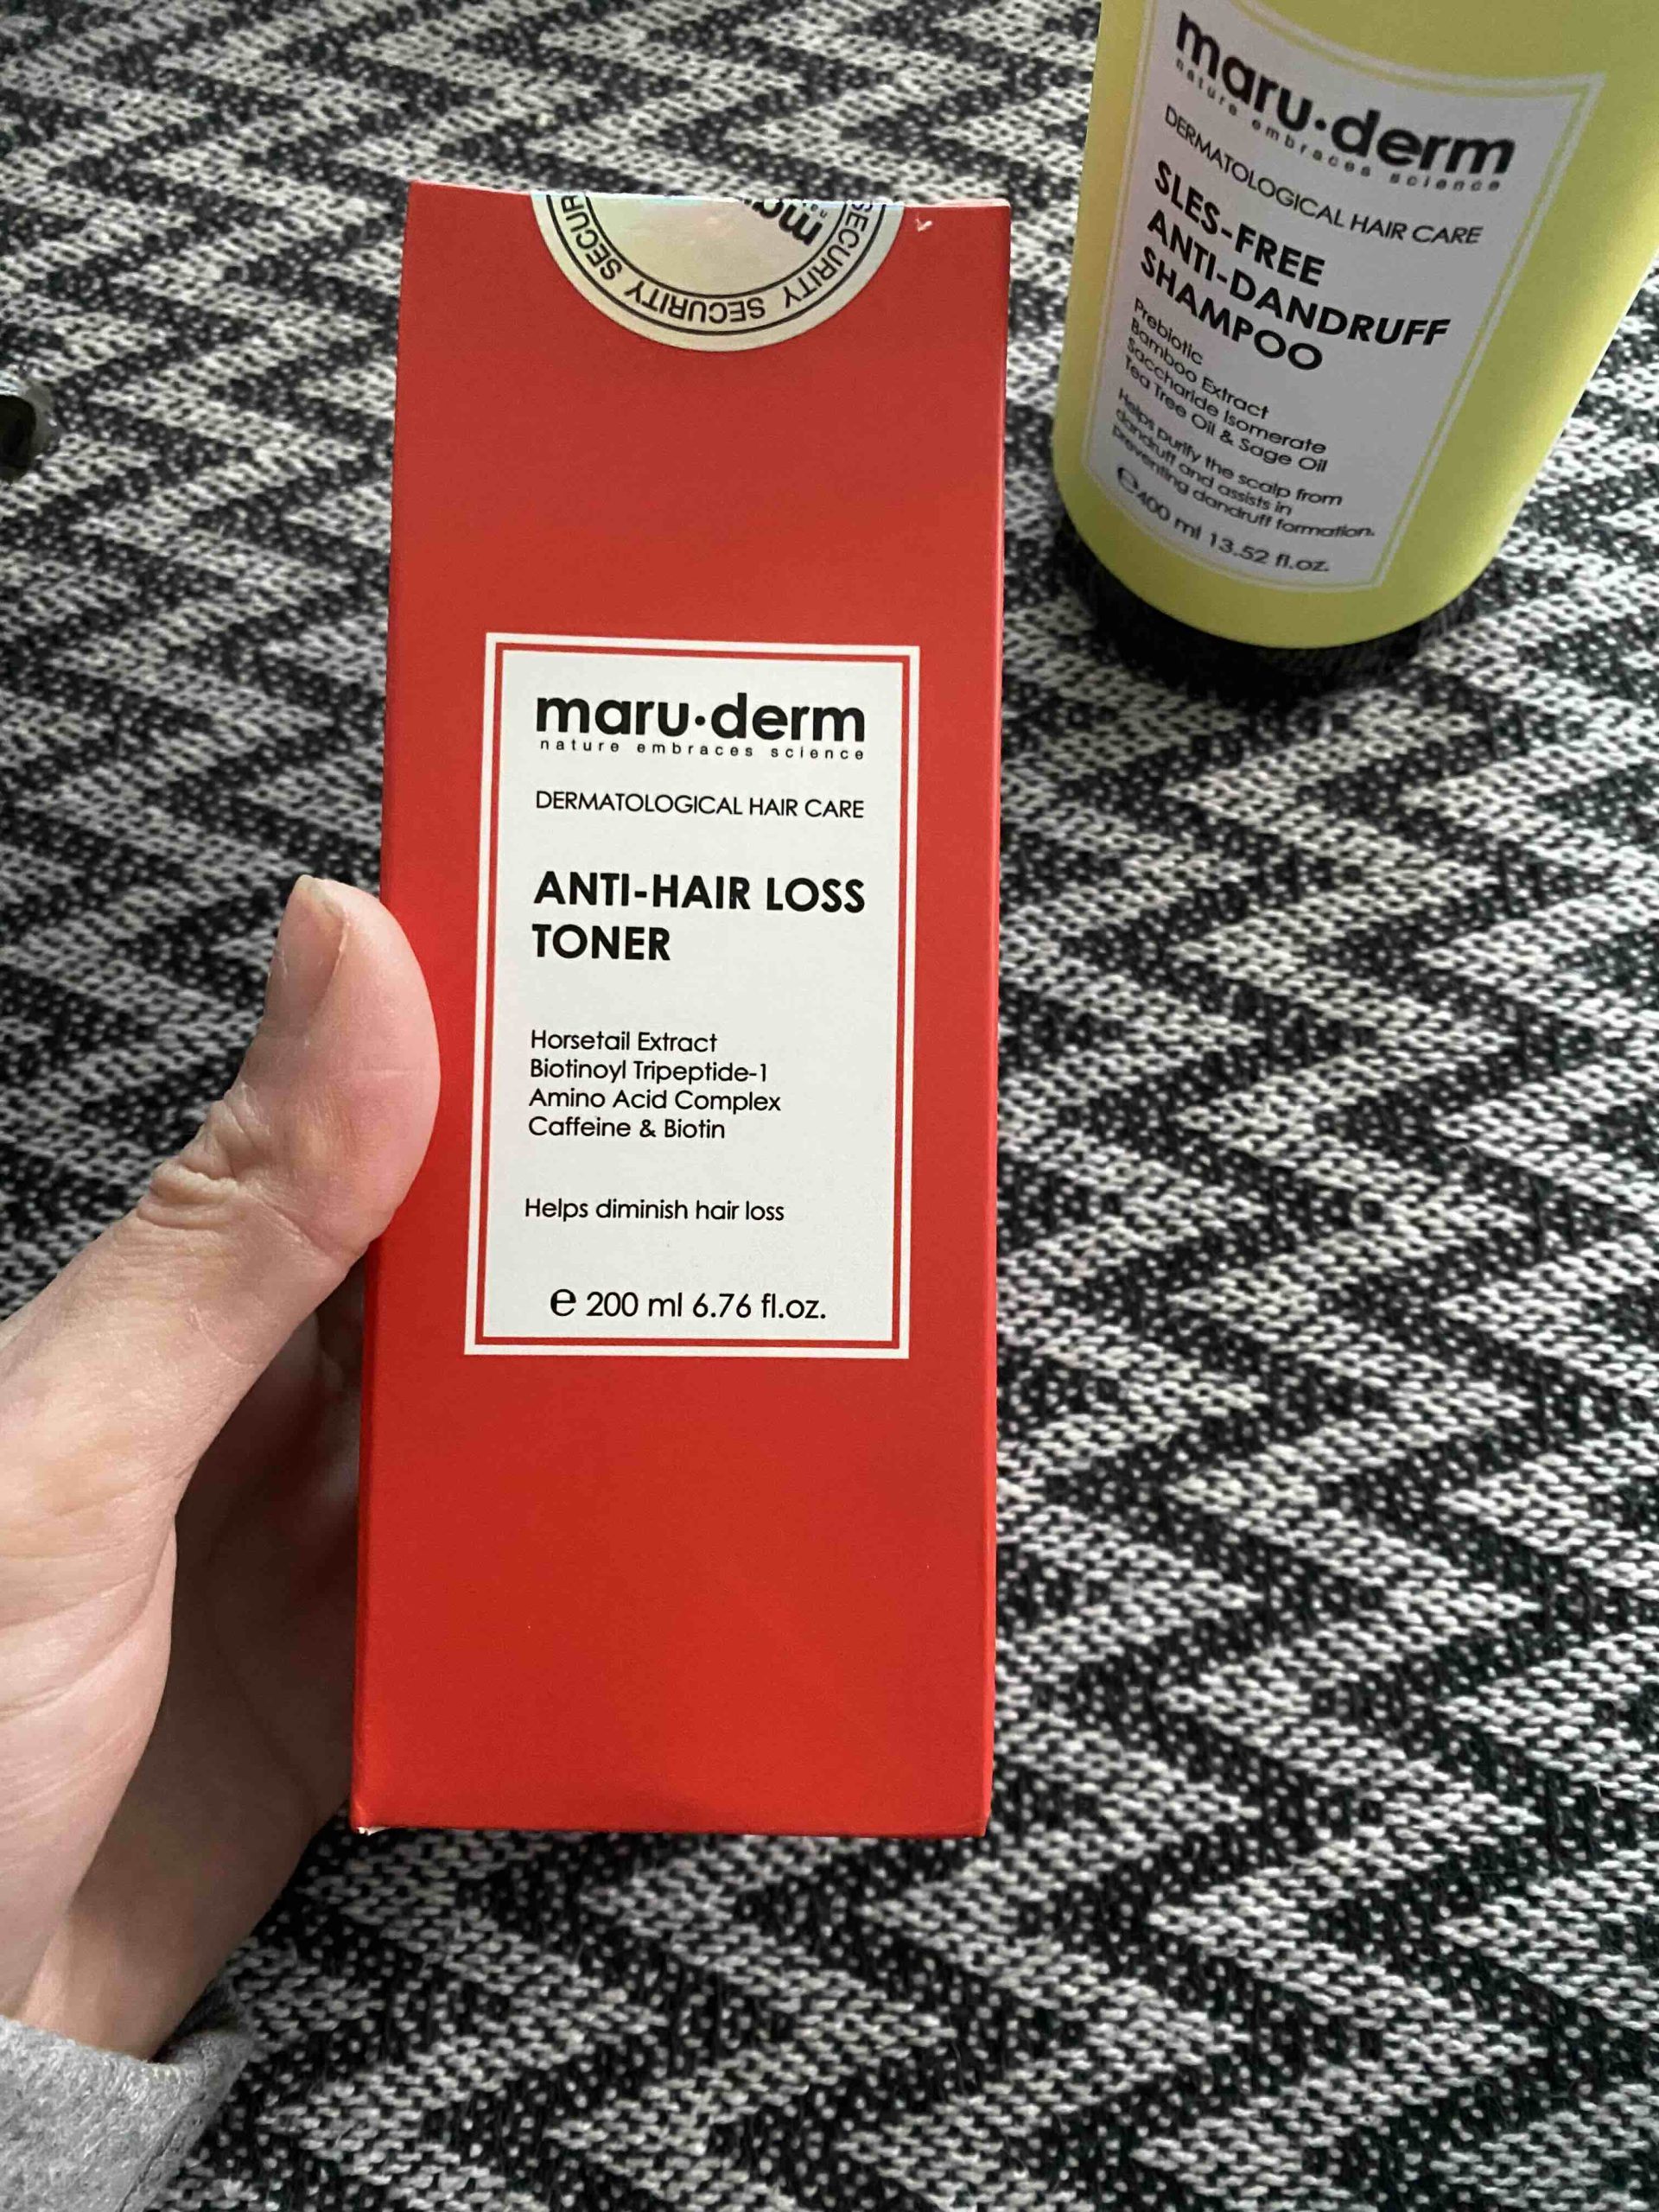 SECURITY SECURITY
maru·derm
nature embraces science
DERMATOLOGICAL HAIR CARE
ANTI-HAIR LOSS
TONER
Horsetail Extract
Biotinoyl Tripeptide-1
Amino Acid Complex
Caffeine & Biotin
Helps diminish hair loss
e 200 ml 6.76 fl.oz.
maru·derm
nature embraces science
DERMATOLOGICAL HAIR CARE
SLES-FREE
ANTI-DANDRUFF
SHAMPOO
Prebiotic
Bamboo Extract
Saccharide Isomerate
Tea Tree Oil & Sage Oil
Helps purify the scalp from
dandruff and assists in
preventing dandruff formation.
e 400 ml 13.52 fl.oz.